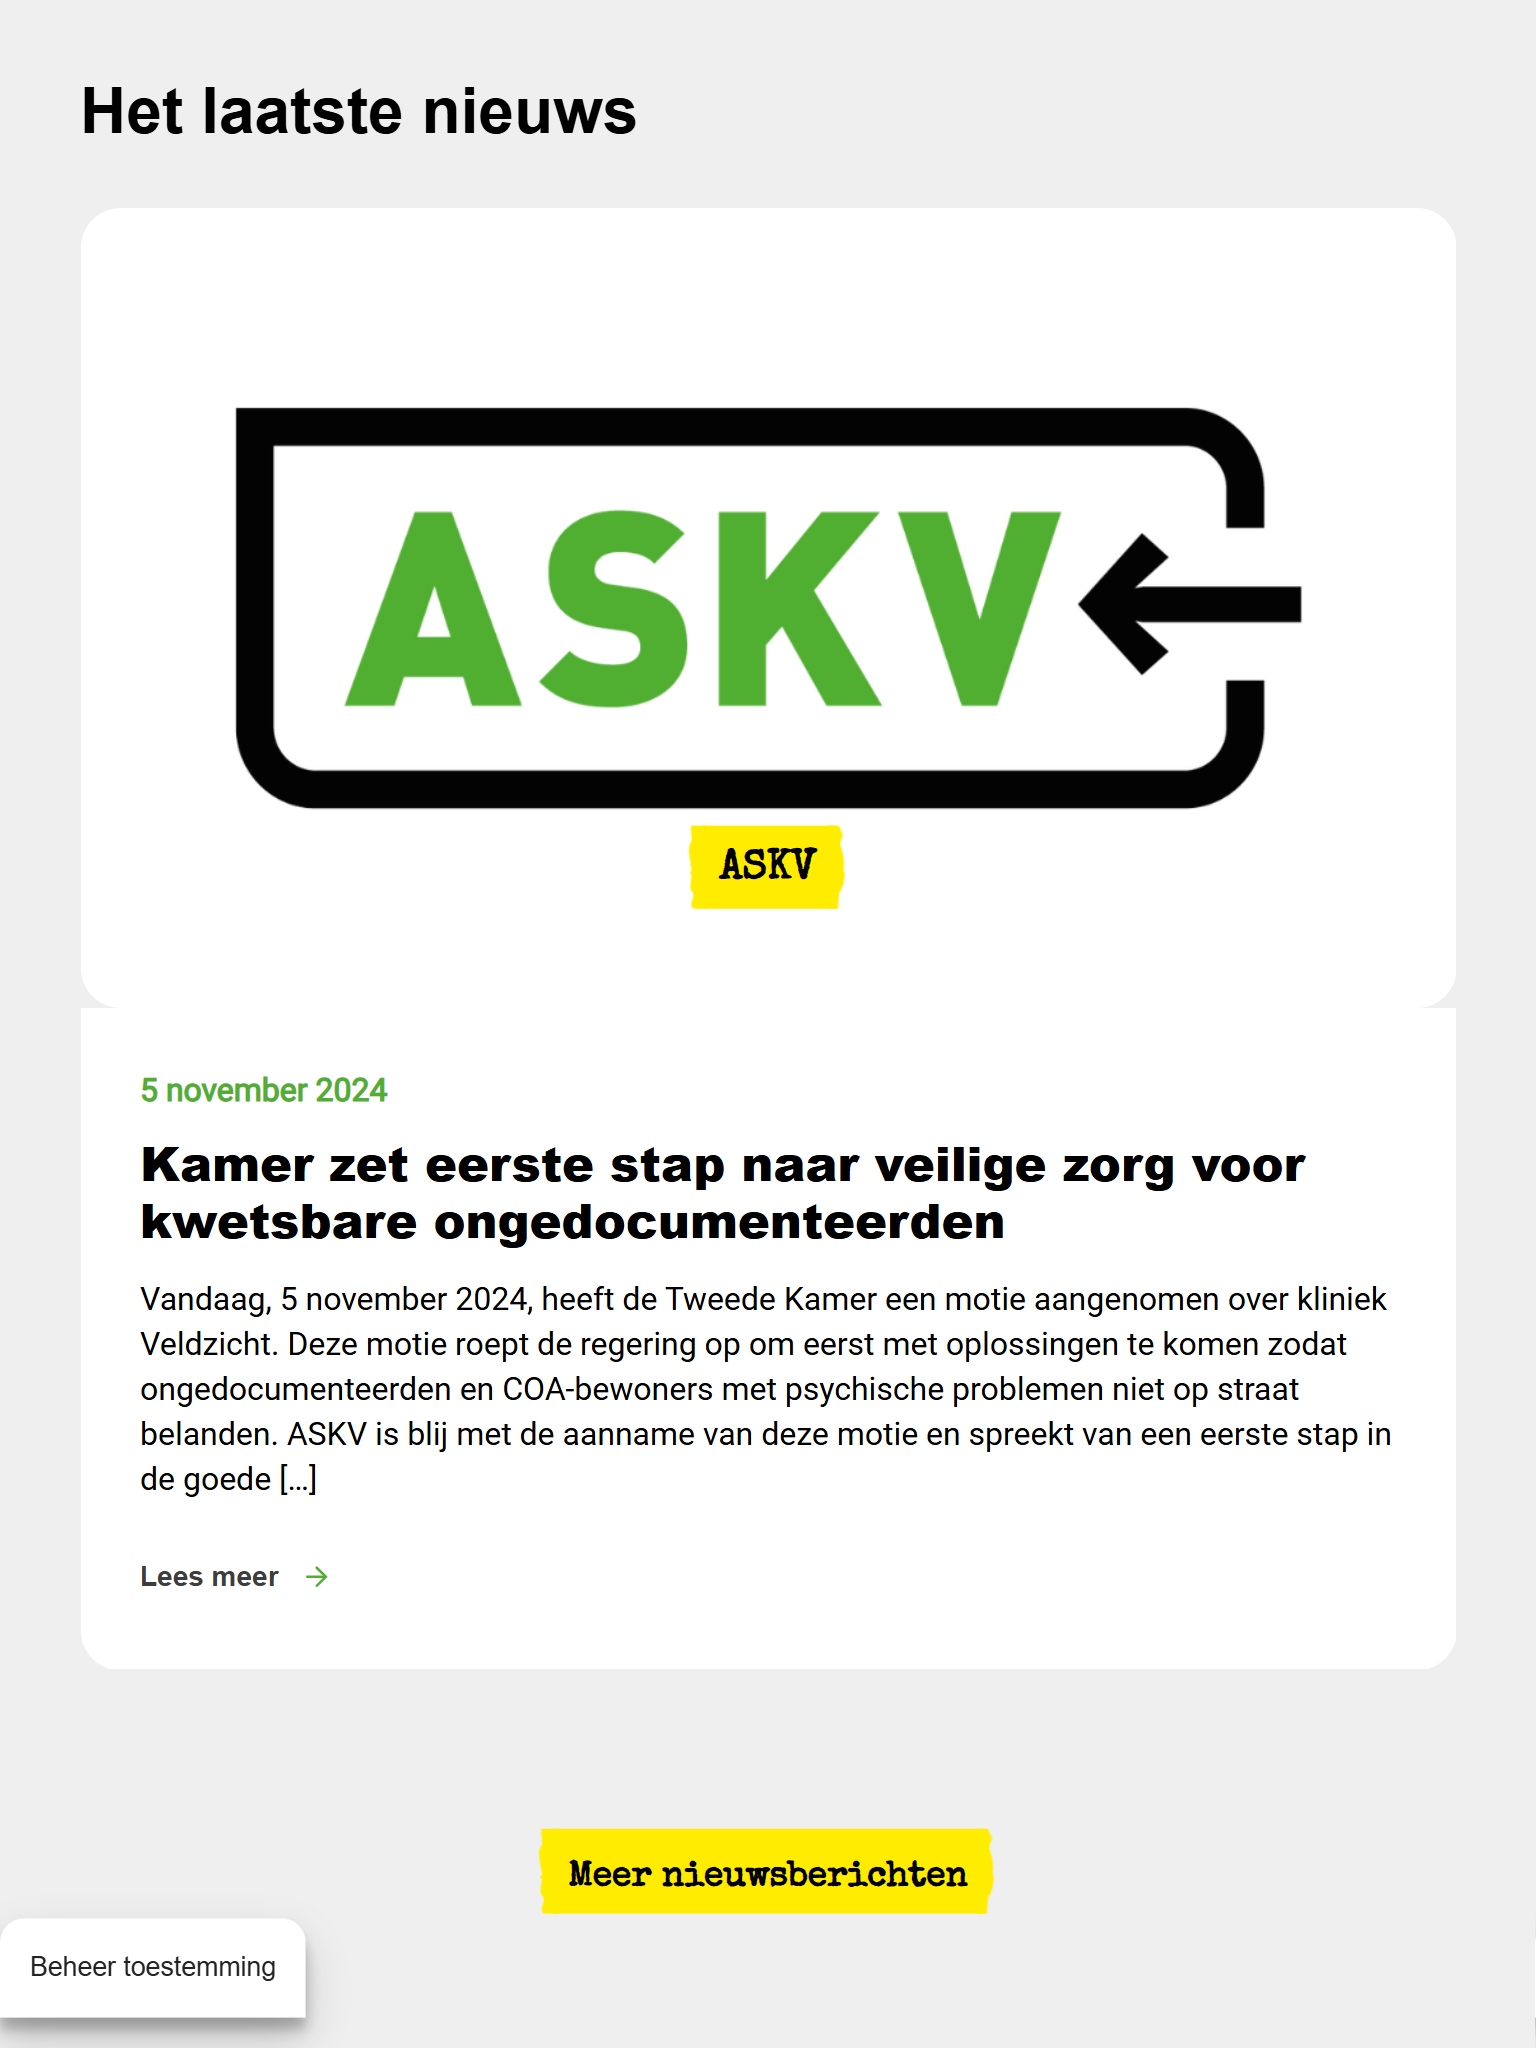 Het laatste nieuws
ASKV
ASKV
5 november 2024
Kamer zet eerste stap naar veilige zorg voor
kwetsbare ongedocumenteerden
Vandaag, 5 november 2024, heeft de Tweede Kamer een motie aangenomen over kliniek
Veldzicht. Deze motie roept de regering op om eerst met oplossingen te komen zodat
ongedocumenteerden en COA-bewoners met psychische problemen niet op straat
belanden. ASKV is blij met de aanname van deze motie en spreekt van een eerste stap in
de goede [...]
Lees meer
Meer nieuwsberichten
Beheer toestemming